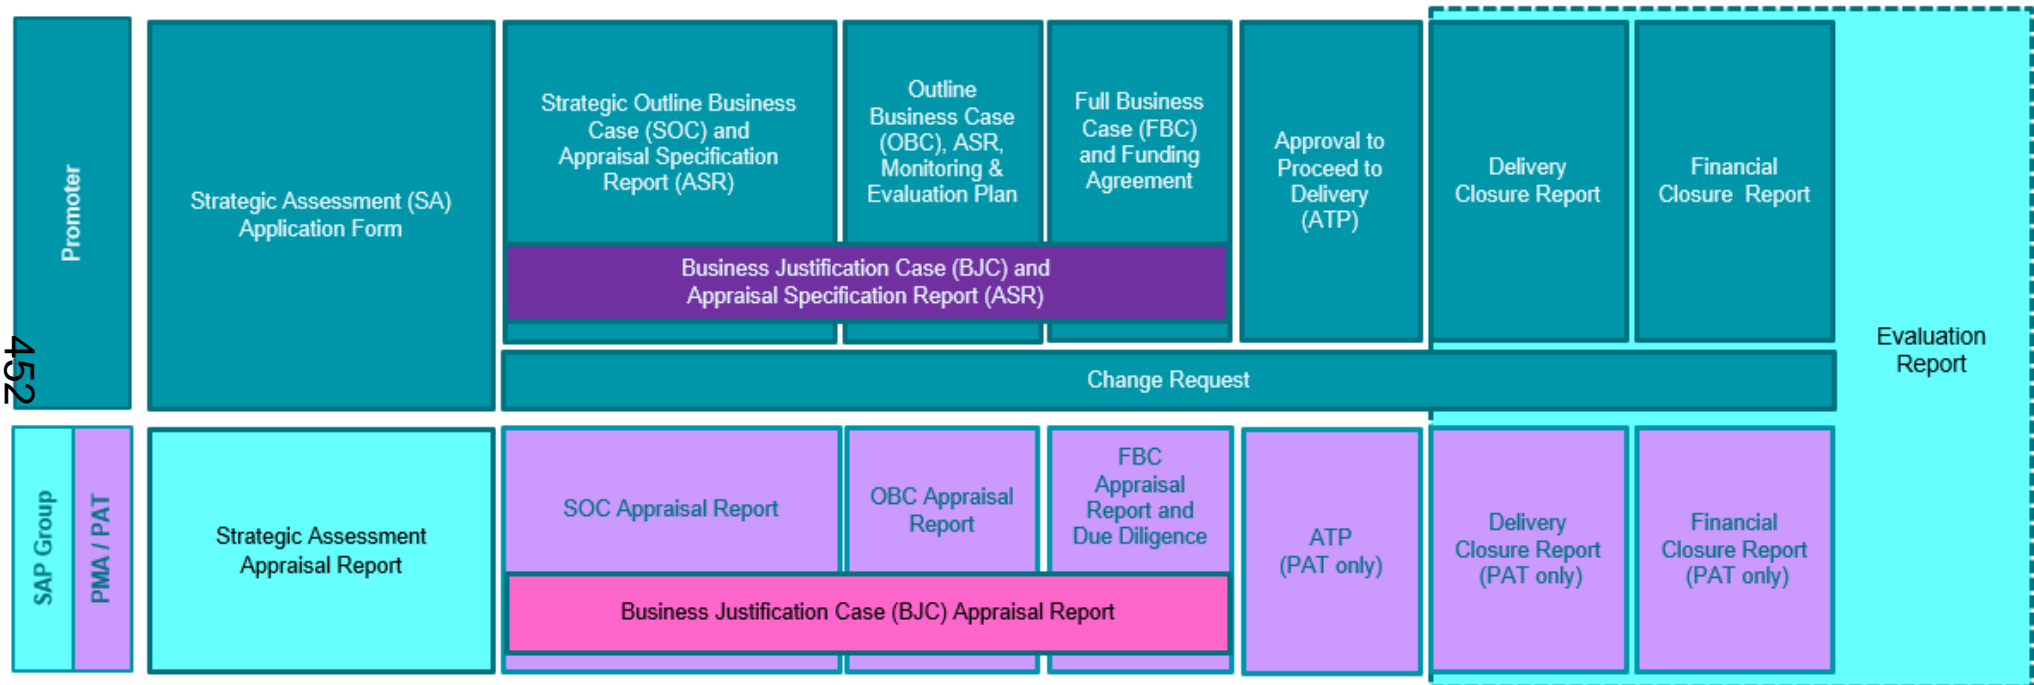 Promoter
Strategic Assessment (SA)
Application Form
Strategic Outline Business
Case (SOC) and
Appraisal Specification
Report (ASR)
Outline
Business Case
(OBC), ASR,
Monitoring &
Evaluation Plan
Full Business
Case (FBC)
and Funding
Agreement
Approval to
Proceed to
Delivery
(ATP)
Delivery
Closure Report
Financial
Closure Report
Business Justification Case (BJC) and
Appraisal Specification Report (ASR)
Change Request
Evaluation
Report
452
SAP Group
PMA / PAT
Strategic Assessment
Appraisal Report
SOC Appraisal Report
OBC Appraisal
Report
FBC
Appraisal
Report and
Due Diligence
ATP
(PAT only)
Delivery
Closure Report
(PAT only)
Financial
Closure Report
(PAT only)
Business Justification Case (BJC) Appraisal Report